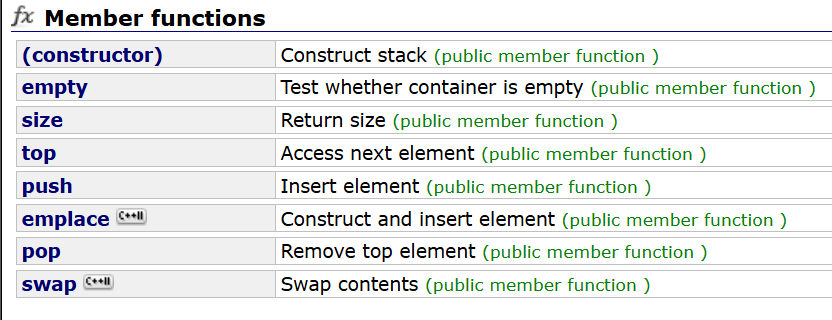 fx Member functions
(constructor) Construct stack (public member function )
empty Test whether container is empty (public member function )
size Return size (public member function )
top Access next element (public member function )
push Insert element (public member function )
emplace C++11 Construct and insert element (public member function )
pop Remove top element (public member function )
swap C++11 Swap contents (public member function )